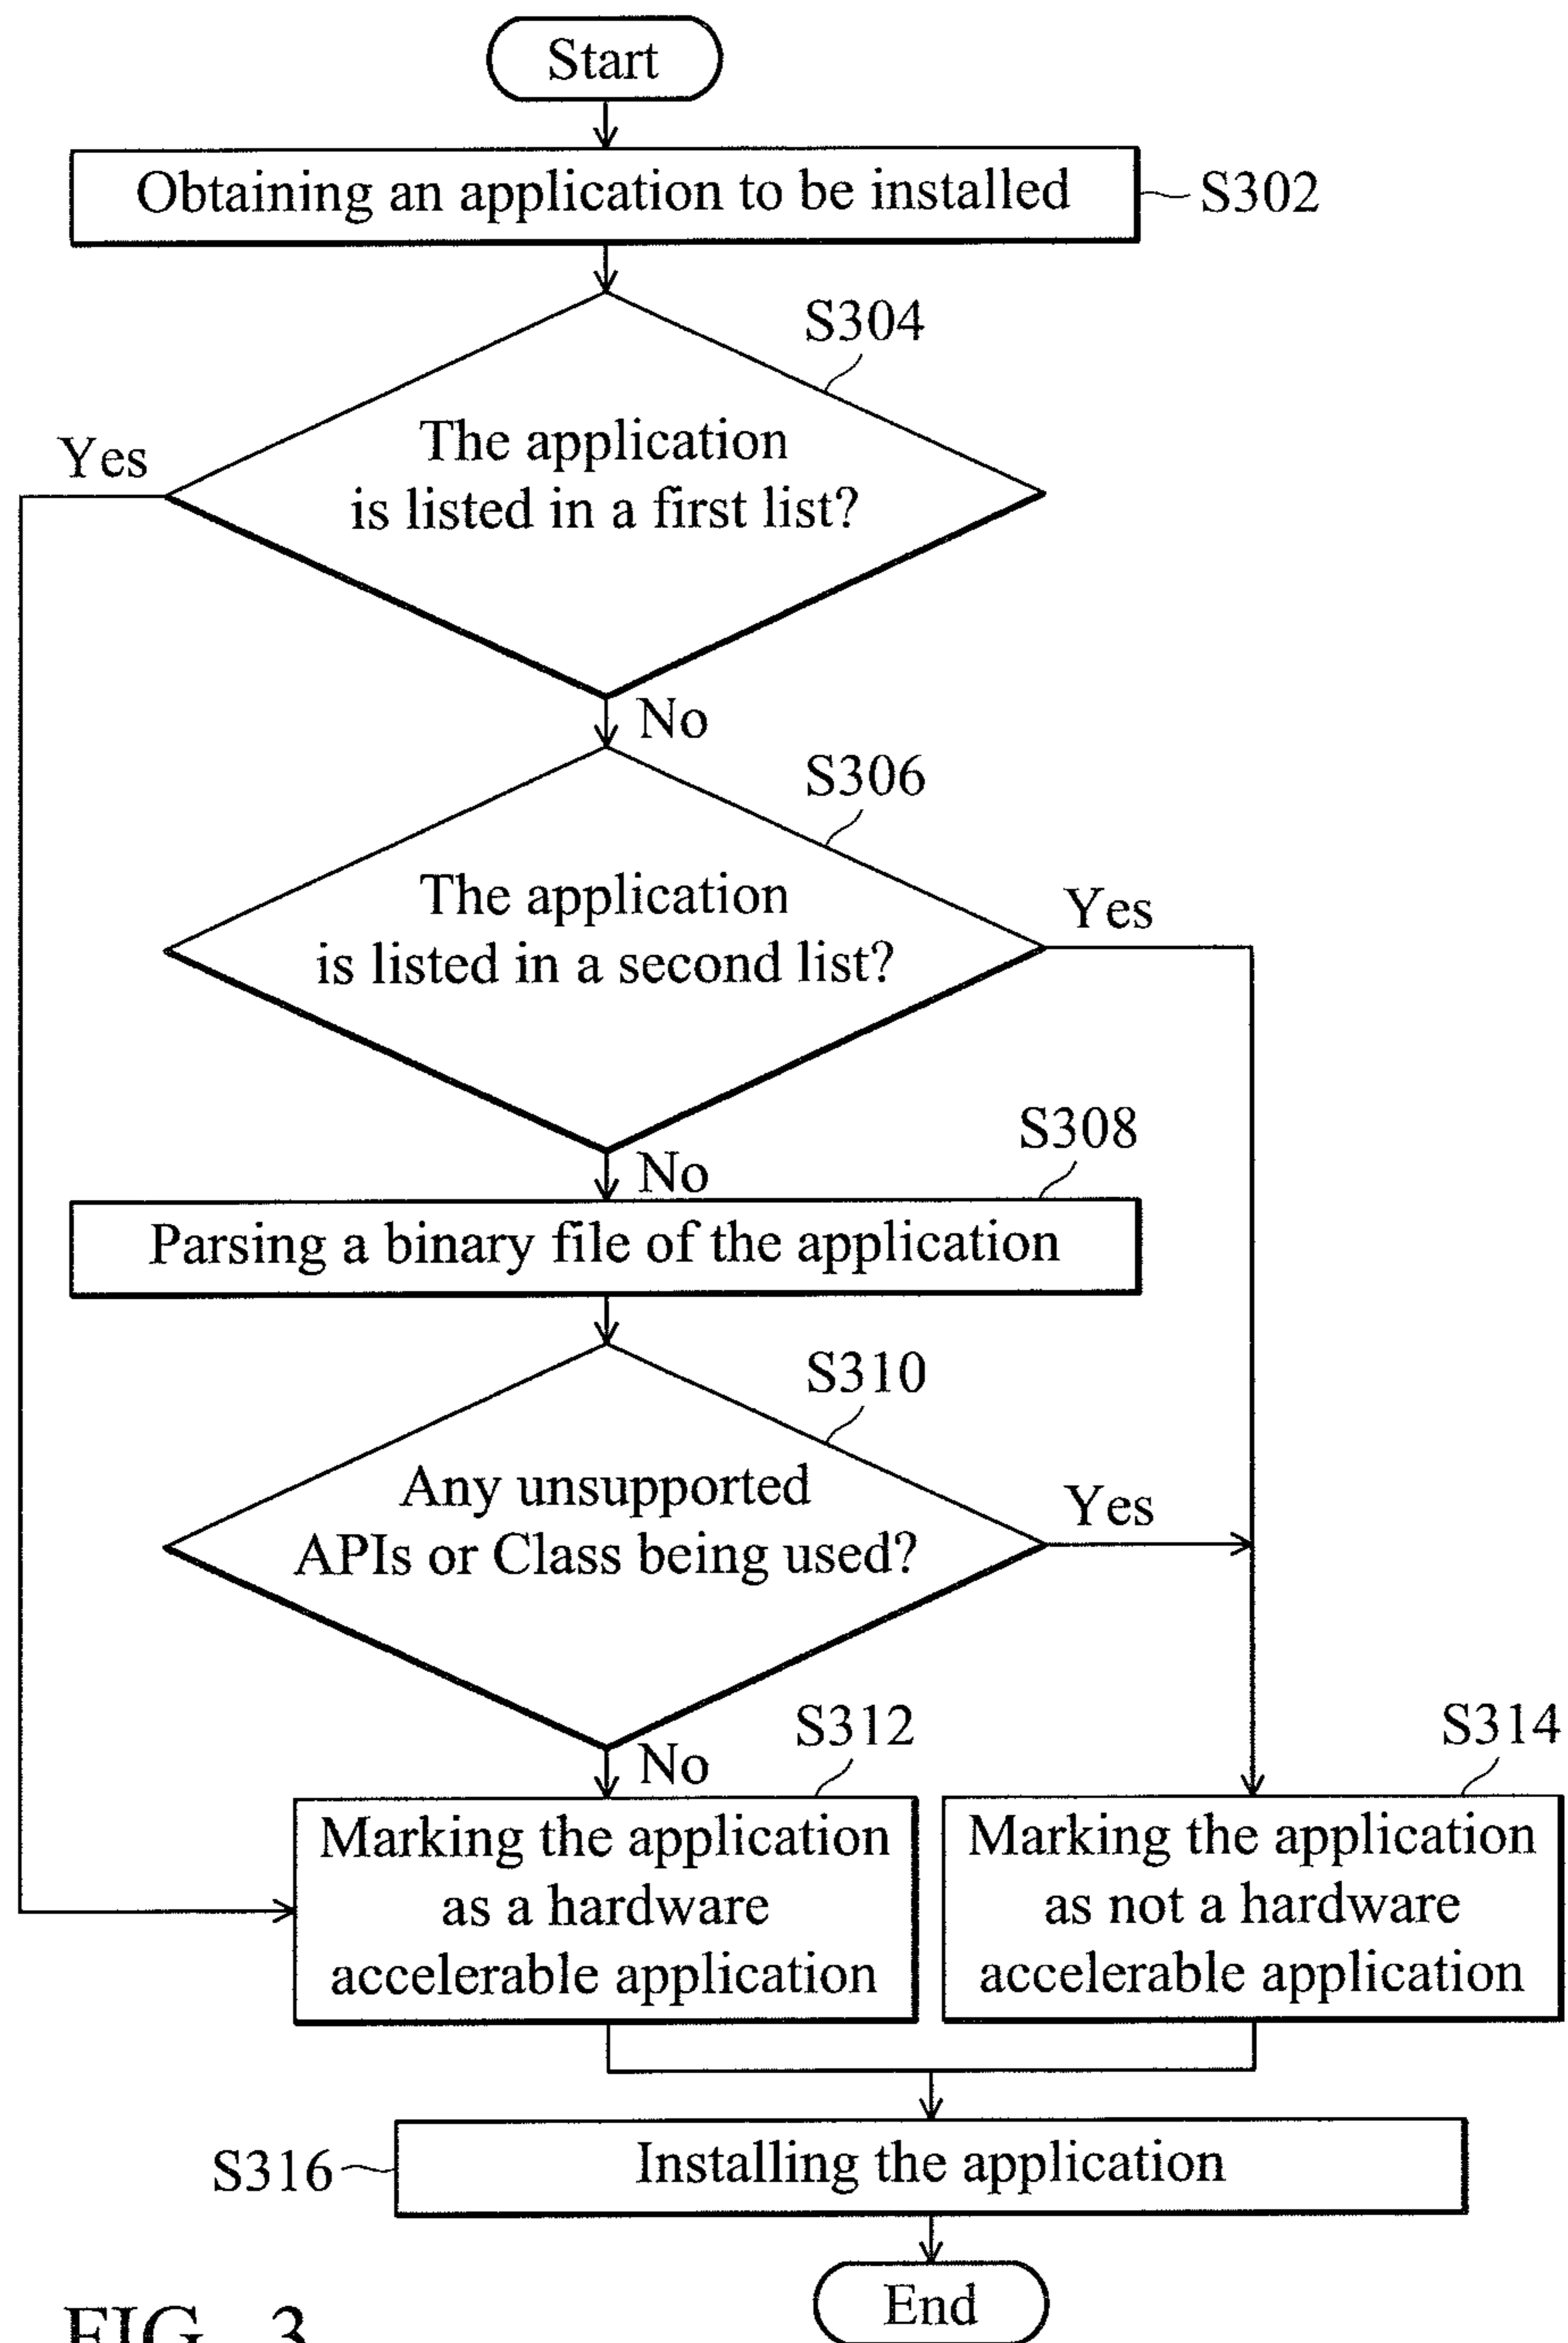 Start
Obtaining an application to be installed
S302
S304
The application
is listed in a first list?
Yes
No
S306
The application
is listed in a second list?
Yes
No
S308
Parsing a binary file of the application
S310
Any unsupported
APIs or Class being used?
Yes
No
S312
Marking the application
as a hardware
accelerable application
S314
Marking the application
as not a hardware
accelerable application
S316
Installing the application
End
FIG. 3